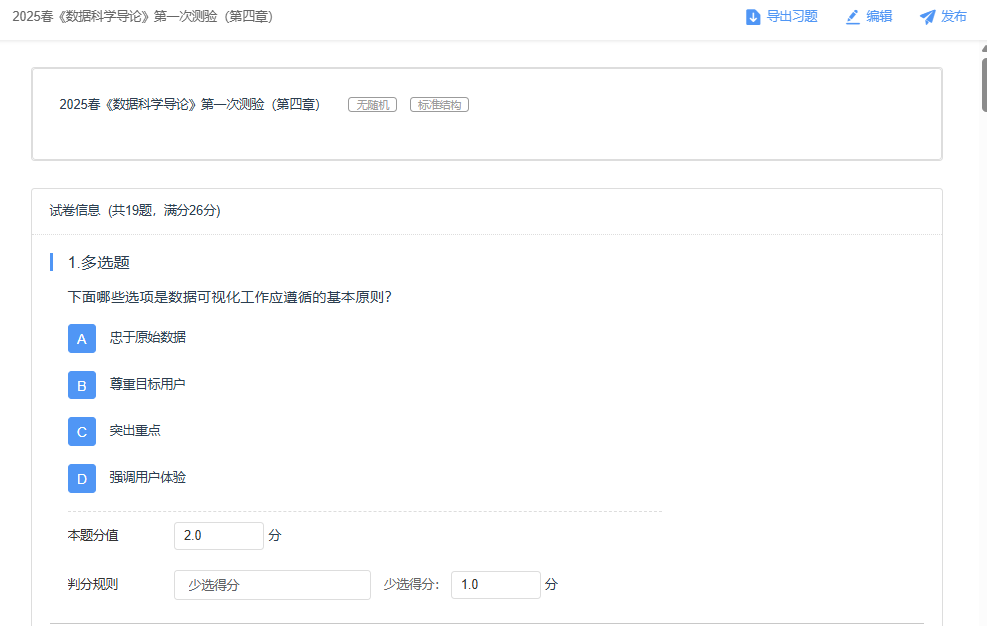 2025春《数据科学导论》第一次测验（第四章）
导出习题 编辑 发布
2025春《数据科学导论》第一次测验（第四章） 无随机 标准结构
试卷信息 (共19题，满分26分)
1.多选题
下面哪些选项是数据可视化工作应遵循的基本原则？
A 忠于原始数据
B 尊重目标用户
C 突出重点
D 强调用户体验
本题分值 2.0 分
判分规则 少选得分 少选得分： 1.0 分